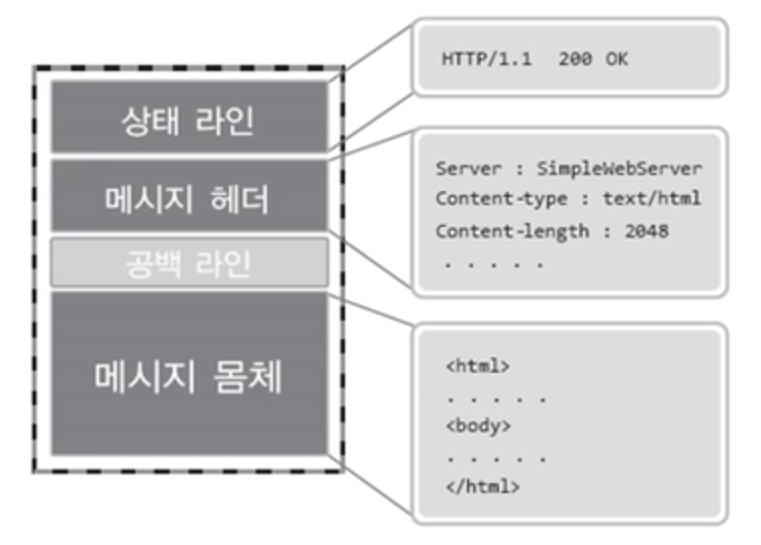 상태 라인
메시지 헤더
공백 라인
메시지 몸체
HTTP/1.1 200 OK
Server : SimpleWebServer
Content-type : text/html
Content-length : 2048
. . . . .
<html>
. . . . .
<body>
. . . . .
</html>